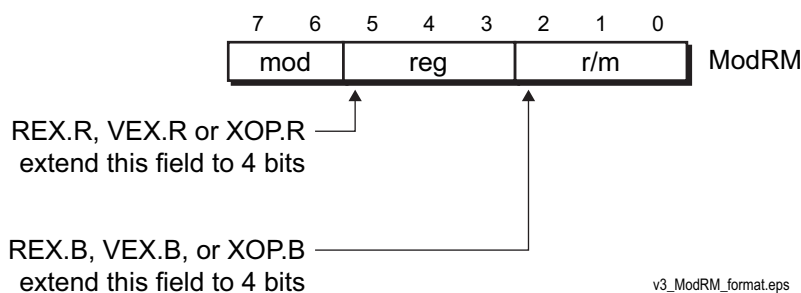 7 6 5 4 3 2 1 0
mod reg r/m ModRM
REX.R, VEX.R or XOP.R
extend this field to 4 bits
REX.B, VEX.B, or XOP.B
extend this field to 4 bits
v3_ModRM_format.eps